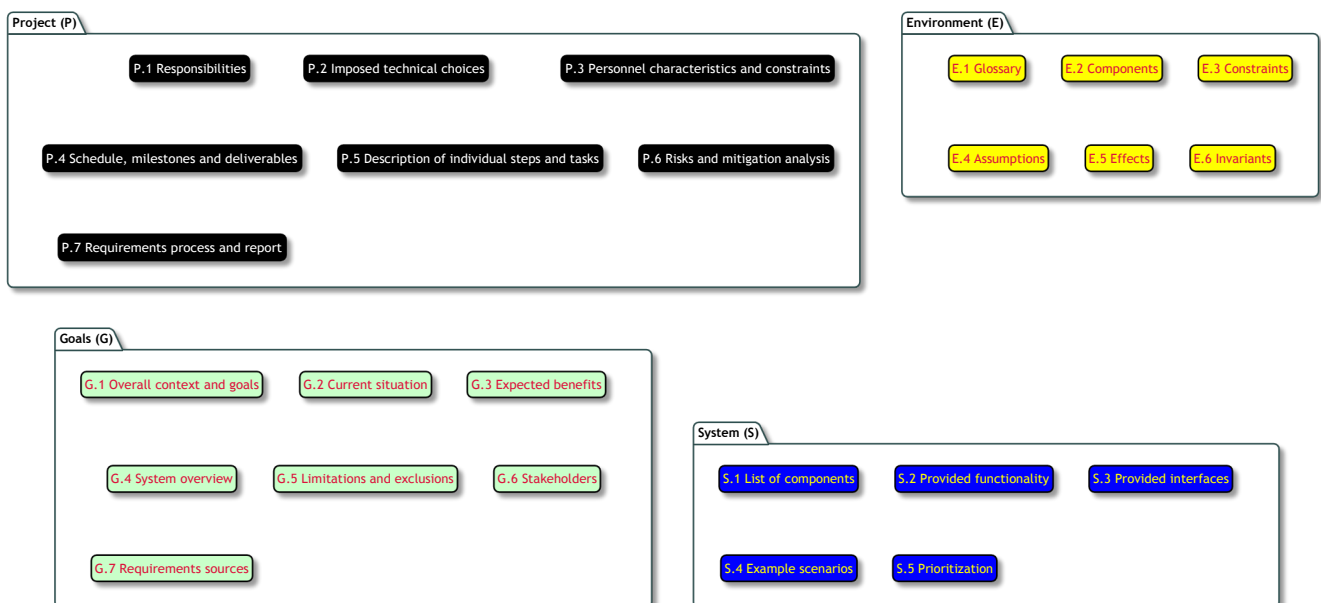 Project (P)
P.1 Responsibilities
P.2 Imposed technical choices
P.3 Personnel characteristics and constraints
P.4 Schedule, milestones and deliverables
P.5 Description of individual steps and tasks
P.6 Risks and mitigation analysis
P.7 Requirements process and report
Environment (E)
E.1 Glossary
E.2 Components
E.3 Constraints
E.4 Assumptions
E.5 Effects
E.6 Invariants
Goals (G)
G.1 Overall context and goals
G.2 Current situation
G.3 Expected benefits
G.4 System overview
G.5 Limitations and exclusions
G.6 Stakeholders
G.7 Requirements sources
System (S)
S.1 List of components
S.2 Provided functionality
S.3 Provided interfaces
S.4 Example scenarios
S.5 Prioritization